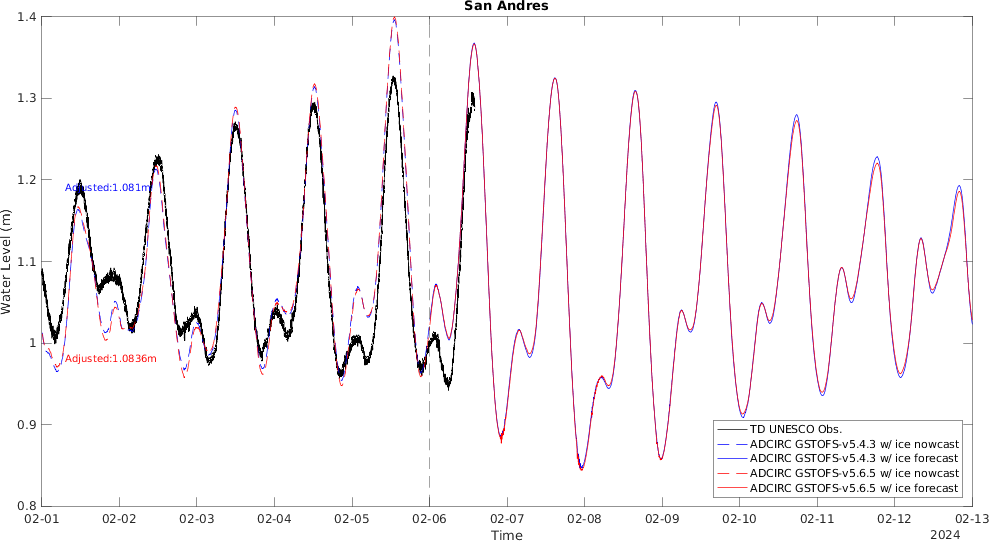 San Andres
1.4
1.3
1.2
1.1
1
0.9
0.8
Water Level (m)
Adjusted:1.081m
Adjusted:1.0836m
TD UNESCO Obs.
ADCIRC GSTOFS-v5.4.3 w/ ice nowcast
ADCIRC GSTOFS-v5.4.3 w/ ice forecast
ADCIRC GSTOFS-v5.6.5 w/ ice nowcast
ADCIRC GSTOFS-v5.6.5 w/ ice forecast
02-01 02-02 02-03 02-04 02-05 02-06 02-07 02-08 02-09 02-10 02-11 02-12 02-13
Time
2024